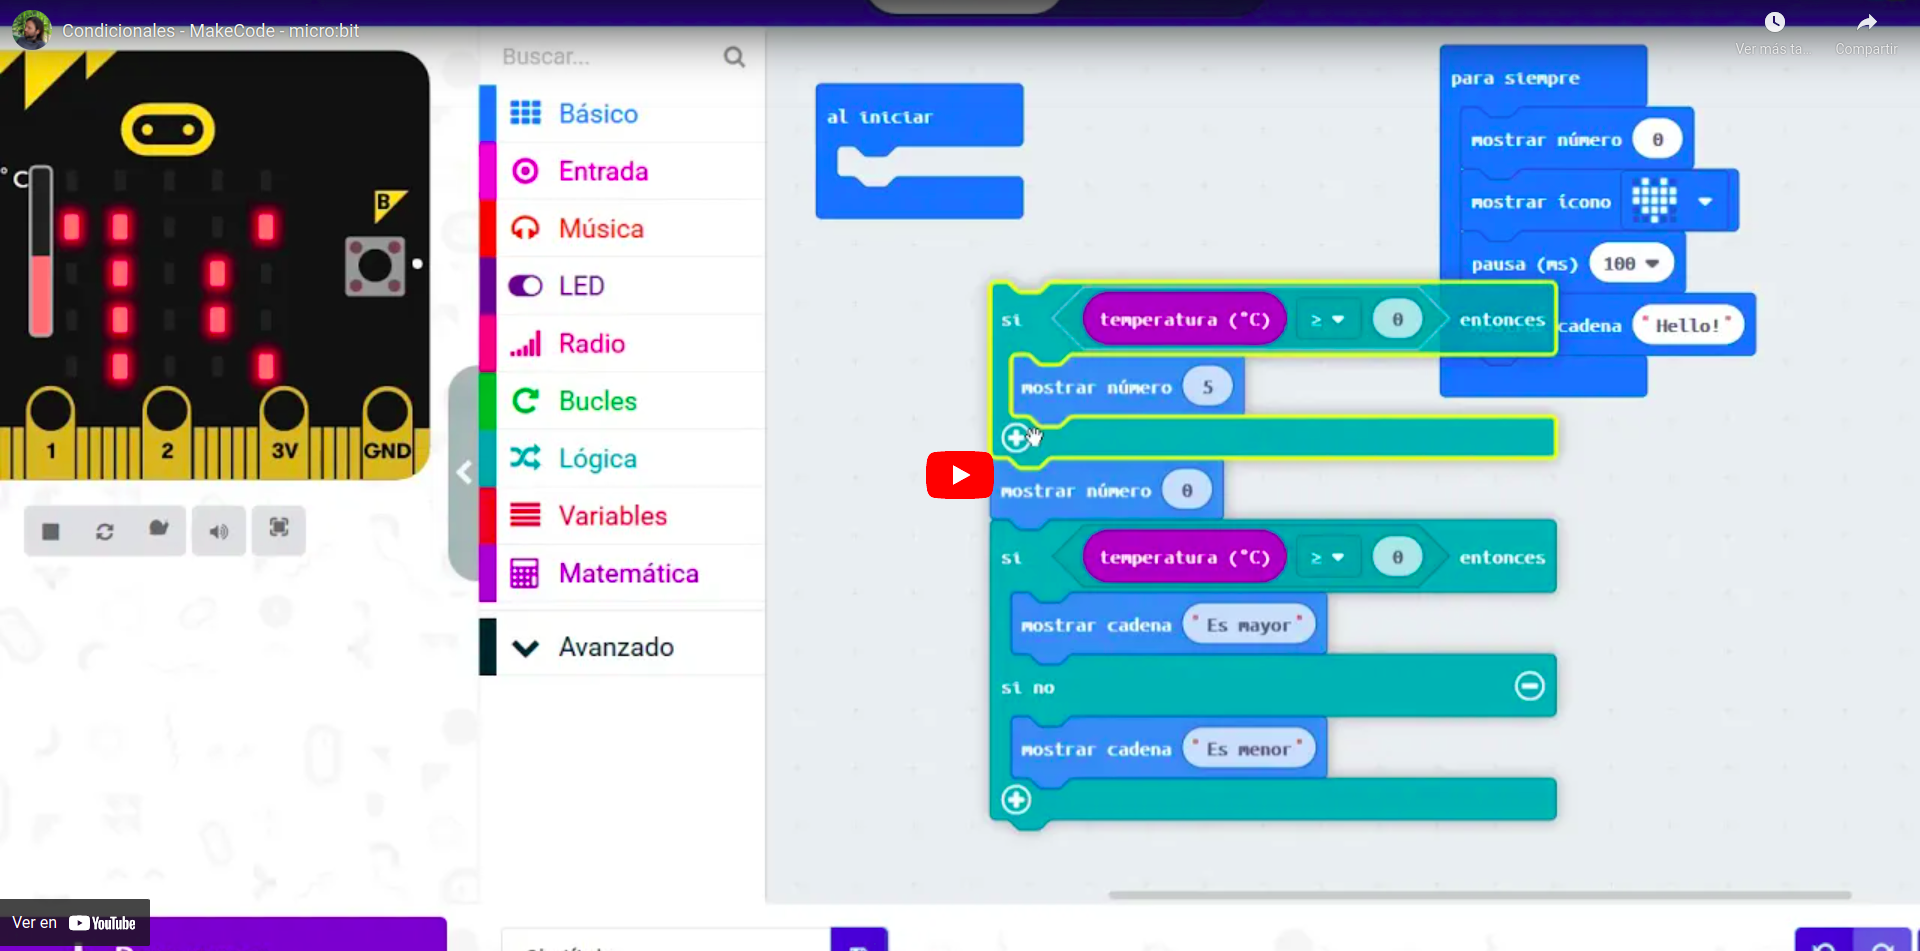 Condicionales - MakeCode - micro:bit
Ver más ta...
Compartir
Buscar...
Básico
Entrada
Música
LED
Radio
Bucles
Lógica
Variables
Matemática
Avanzado
°C
B
1
2
3V
GND
al iniciar
para siempre
mostrar número 0
mostrar ícono
pausa (ms) 100
cadena "Hello!"
si temperatura (°C) ≥ 0 entonces
mostrar número 5
mostrar número 0
si temperatura (°C) ≥ 0 entonces
mostrar cadena "Es mayor"
si no
mostrar cadena "Es menor"
Ver en YouTube